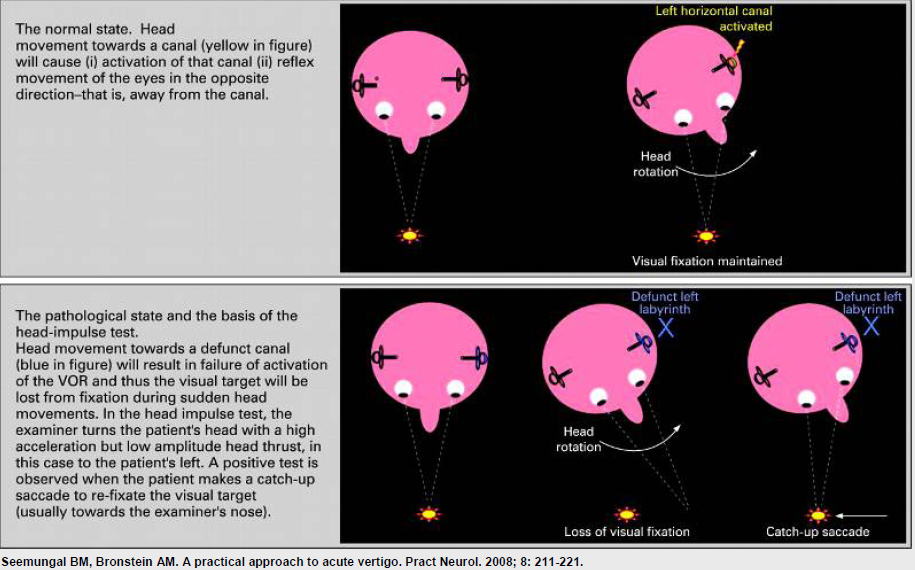 The normal state. Head
movement towards a canal (yellow in figure)
will cause (i) activation of that canal (ii) reflex
movement of the eyes in the opposite
direction–that is, away from the canal.
Left horizontal canal
activated
Head
rotation
Visual fixation maintained
The pathological state and the basis of the
head-impulse test.
Head movement towards a defunct canal
(blue in figure) will result in failure of activation
of the VOR and thus the visual target will be
lost from fixation during sudden head
movements. In the head impulse test, the
examiner turns the patient's head with a high
acceleration but low amplitude head thrust, in
this case to the patient's left. A positive test is
observed when the patient makes a catch-up
saccade to re-fixate the visual target
(usually towards the examiner's nose).
Defunct left
labyrinth
X
Head
rotation
Loss of visual fixation
Defunct left
labyrinth
X
Catch-up saccade
Seemungal BM, Bronstein AM. A practical approach to acute vertigo. Pract Neurol. 2008; 8: 211-221.